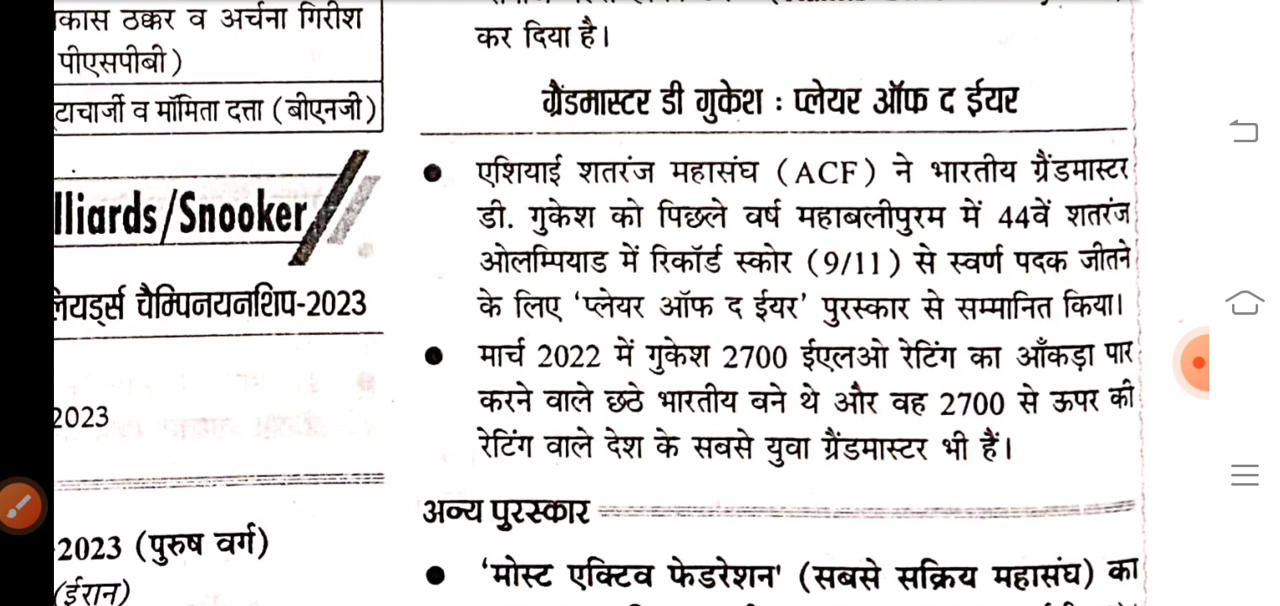 कास ठक्कर व अर्चना गिरीश
पीएसपीबी)
टाचार्जी व मॉमिता दत्ता (बीएनजी)
lliards/Snooker
लियर्ड्स चैम्पिनयनशिप-2023
2023
2023 (पुरुष वर्ग)
(ईरान)
कर दिया है।
ग्रैंडमास्टर डी गुकेश : प्लेयर ऑफ द ईयर
● एशियाई शतरंज महासंघ (ACF) ने भारतीय ग्रैंडमास्टर
डी. गुकेश को पिछले वर्ष महाबलीपुरम में 44वें शतरंज
ओलम्पियाड में रिकॉर्ड स्कोर (9/11) से स्वर्ण पदक जीतने
के लिए ‘प्लेयर ऑफ द ईयर’ पुरस्कार से सम्मानित किया।
● मार्च 2022 में गुकेश 2700 ईएलओ रेटिंग का आँकड़ा पार
करने वाले छठे भारतीय बने थे और वह 2700 से ऊपर की
रेटिंग वाले देश के सबसे युवा ग्रैंडमास्टर भी हैं।
अन्य पुरस्कार
● ‘मोस्ट एक्टिव फेडरेशन' (सबसे सक्रिय महासंघ) का